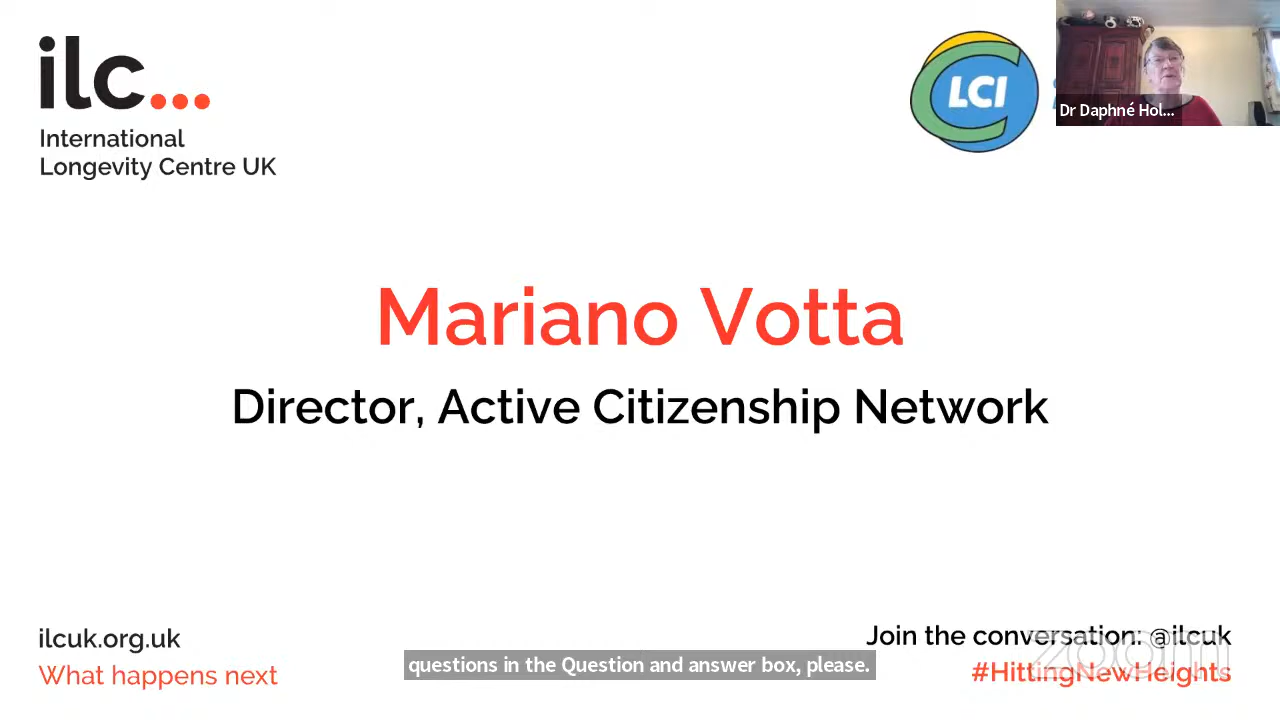 ilc...
International
Longevity Centre UK
LCI
Dr Daphné Hol...
Mariano Votta
Director, Active Citizenship Network
ilcuk.org.uk
What happens next
questions in the Question and answer box, please.
Join the conversation: @ilcuk
#HittingNewHeights
zoom